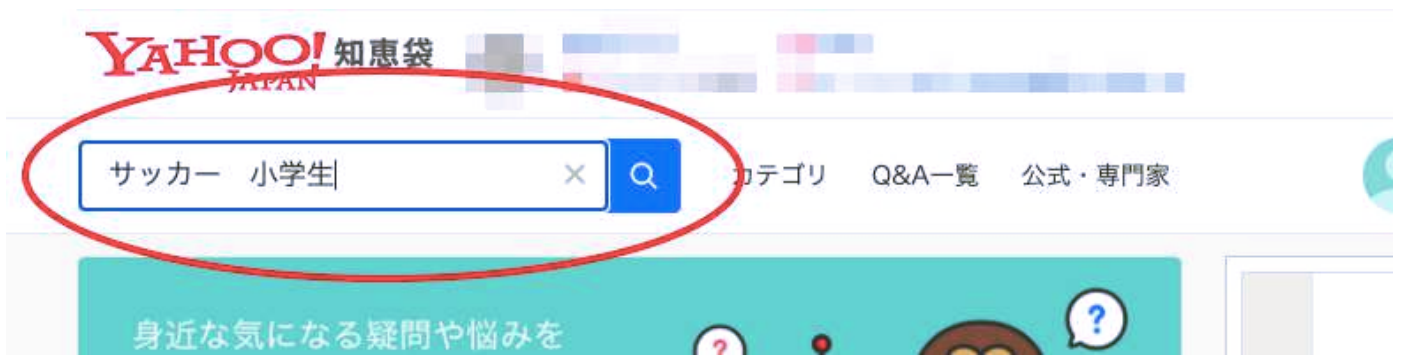 YAHOO! 知恵袋
JAPAN
サッカー　小学生
カテゴリ Q&A一覧 公式・専門家
身近な気になる疑問や悩みを
?
?